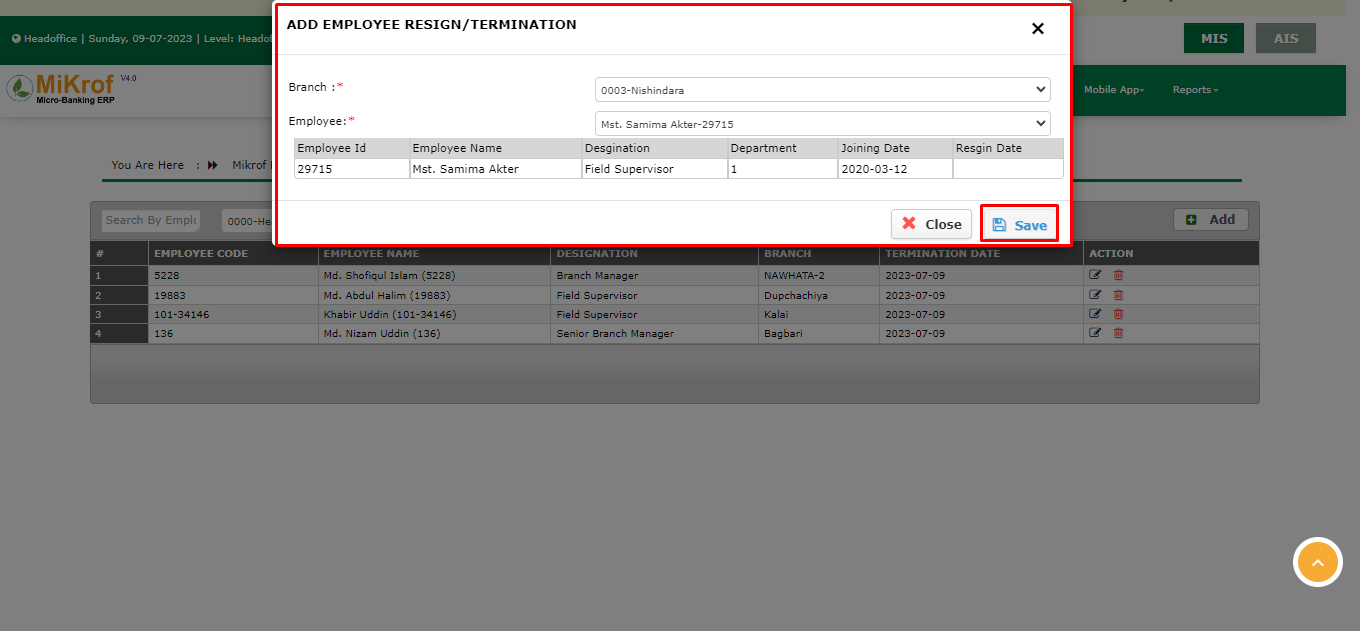 ADD EMPLOYEE RESIGN/TERMINATION
Headoffice | Sunday, 09-07-2023 | Level:
MIS
AIS
MiKrof V4.0
Micro-Banking ERP
Mobile App
Reports
Branch :*
0003-Nishindara
Employee:*
Mst. Samima Akter-29715
Employee Id Employee Name Desgination Department Joining Date Resgin Date
29715 Mst. Samima Akter Field Supervisor 1 2020-03-12
You Are Here : Mikrof
Close
Save
Search By Empl
0000-He
Add
# EMPLOYEE CODE EMPLOYEE NAME DESIGNATION BRANCH TERMINATION DATE ACTION
1 5228 Md. Shofiqul Islam (5228) Branch Manager NAWHATA-2 2023-07-09
2 19883 Md. Abdul Halim (19883) Field Supervisor Dupchachiya 2023-07-09
3 101-34146 Khabir Uddin (101-34146) Field Supervisor Kalai 2023-07-09
4 136 Md. Nizam Uddin (136) Senior Branch Manager Bagbari 2023-07-09